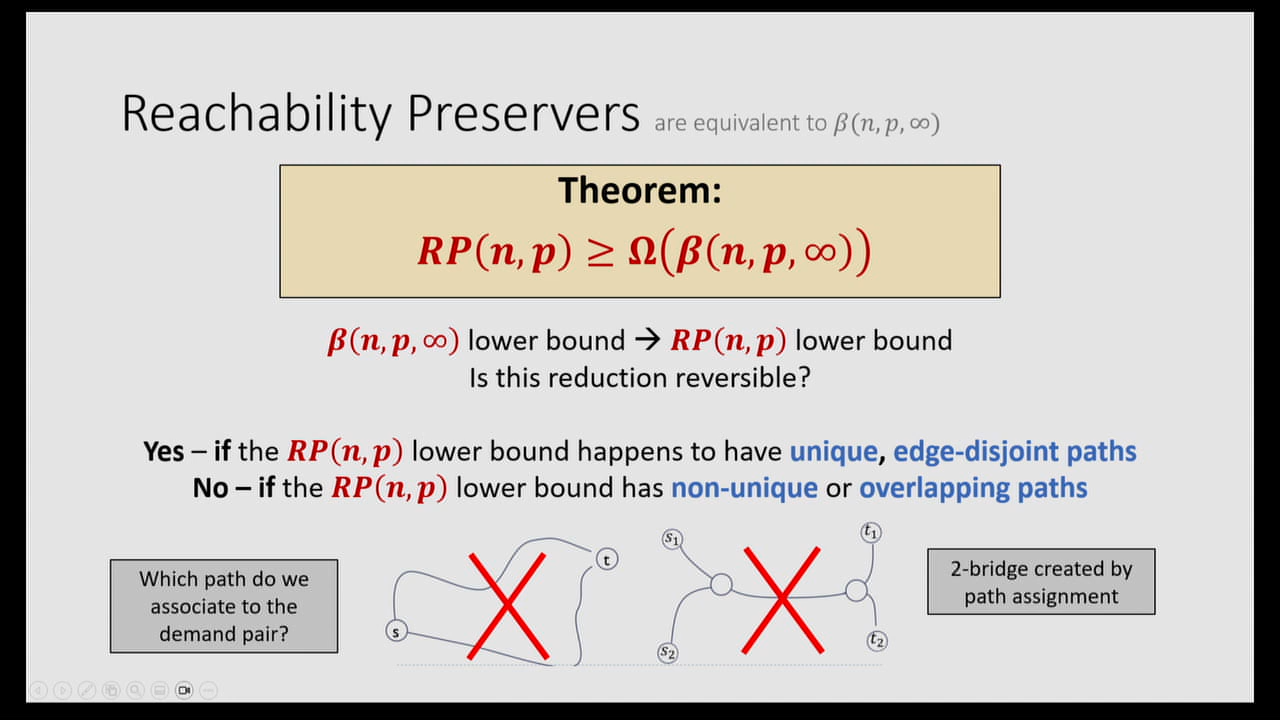 Reachability Preservers are equivalent to β(n, p, ∞)
Theorem:
RP(n, p) ≥ Ω(β(n, p, ∞))
β(n, p, ∞) lower bound → RP(n, p) lower bound
Is this reduction reversible?
Yes – if the RP(n, p) lower bound happens to have unique, edge-disjoint paths
No – if the RP(n, p) lower bound has non-unique or overlapping paths
Which path do we
associate to the
demand pair?
s
t
s₁
s₂
t₁
t₂
2-bridge created by
path assignment